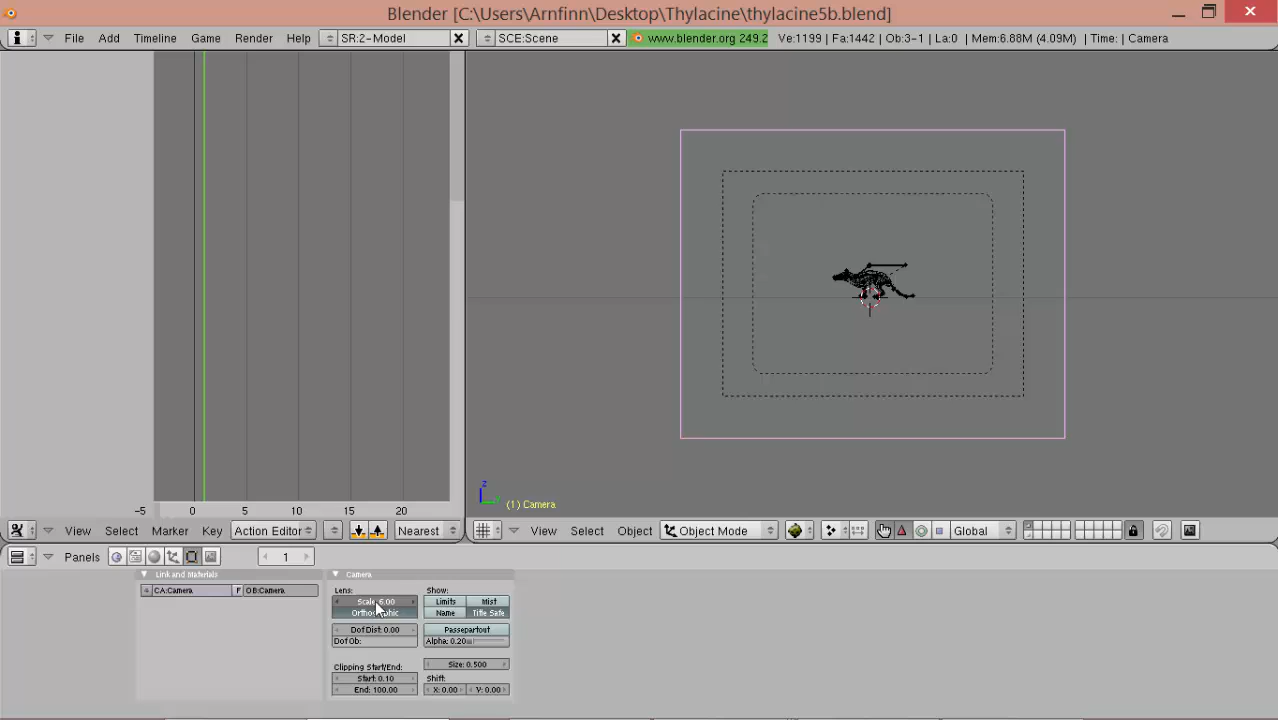 Blender [C:\Users\Arnfinn\Desktop\Thylacine\thylacine5b.blend]
File Add Timeline Game Render Help SR:2-Model SCE:Scene www.blender.org 249.2 Ve:1199 | Fa:1442 | Ob:3-1 | La:0 | Mem:6.88M (4.09M) | Time: | Camera
z
(1) Camera
-5 0 5 10 15 20
View Select Marker Key Action Editor Nearest View Select Object Object Mode Global
Panels 1
Link and Materials Camera
CA:Camera F OB:Camera Lens: Show:
Scale: 6.00 Limits Mist
Orthographic Name Title Safe
Dof Dist: 0.00 Passepartout
Dof Ob: Alpha: 0.20
Clipping Start/End: Size: 0.500
Start: 0.10 Shift:
End: 100.00 X: 0.00 Y: 0.00